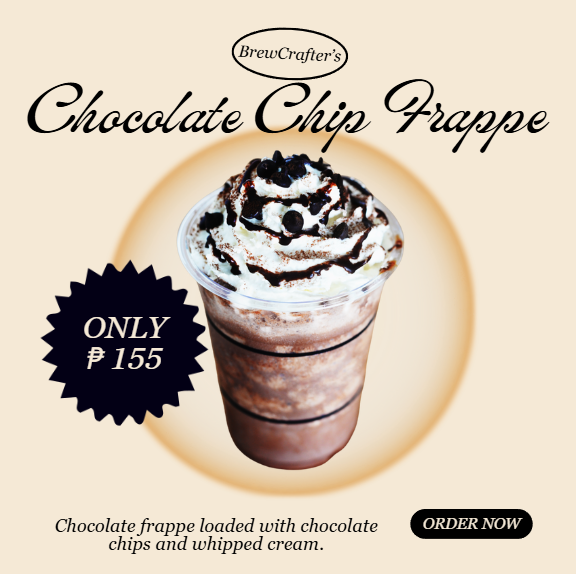 BrewCrafter's
Chocolate Chip Frappe
ONLY
₱ 155
Chocolate frappe loaded with chocolate
chips and whipped cream.
ORDER NOW